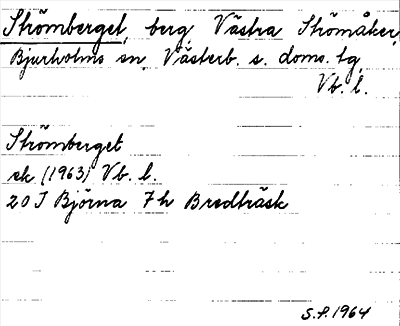 Strömberget, berg, Västra Strömåker,
Bjurholms sn, Västerb. s. doms. tg
Vb. l.
Strömberget
ek (1963) Vb. l.
20 J Björna 7 h Bredträsk
S.P. 1964